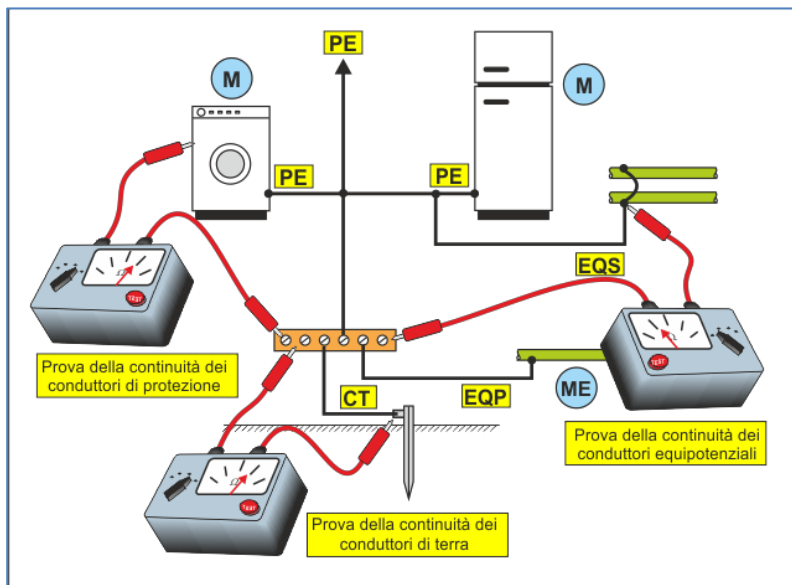 PE
M
M
PE
PE
EQS
Ω
TEST
Ω
TEST
Prova della continuità dei
conduttori di protezione
CT
EQP
ME
Prova della continuità dei
conduttori equipotenziali
Ω
TEST
Prova della continuità dei
conduttori di terra